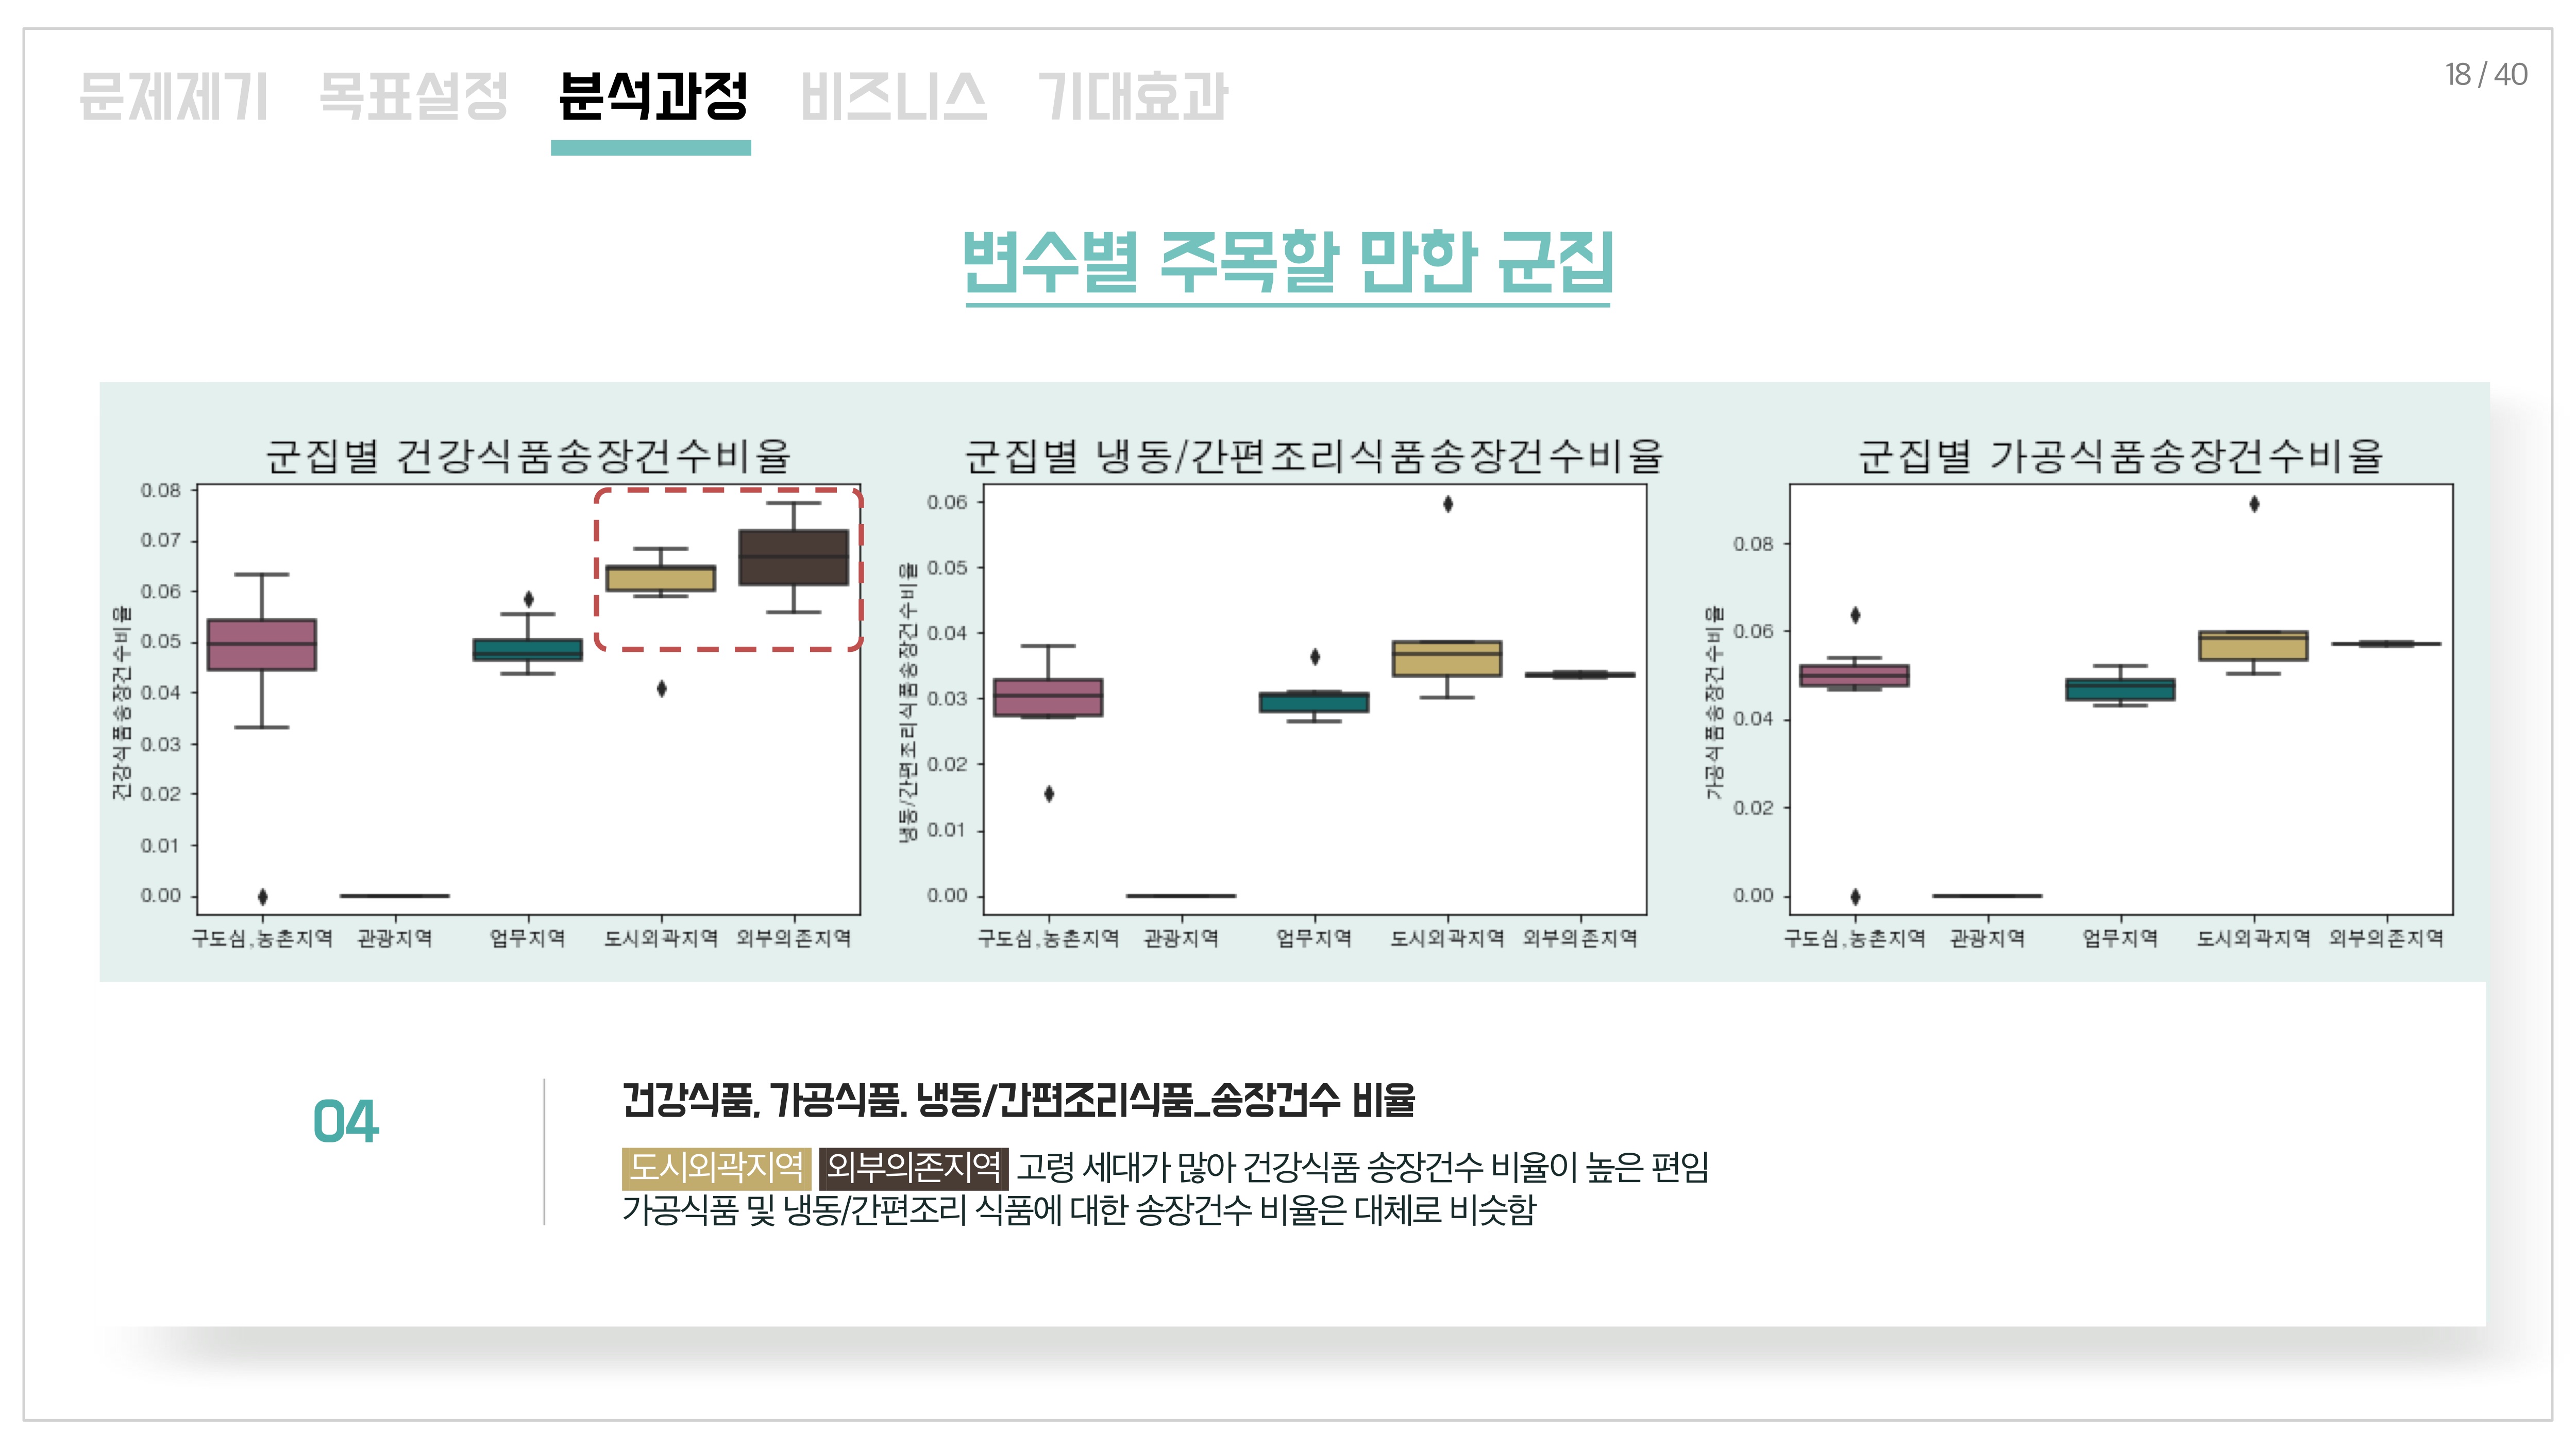 문제제기 목표설정 분석과정 비즈니스 기대효과
18 / 40
변수별 주목할 만한 군집
군집별 건강식품송장건수비율
건강식품송장건수비율
0.08
0.07
0.06
0.05
0.04
0.03
0.02
0.01
0.00
구도심,농촌지역 관광지역 업무지역 도시외곽지역 외부의존지역
군집별 냉동/간편조리식품송장건수비율
냉동/간편조리식품송장건수비율
0.06
0.05
0.04
0.03
0.02
0.01
0.00
구도심,농촌지역 관광지역 업무지역 도시외곽지역 외부의존지역
군집별 가공식품송장건수비율
가공식품송장건수비율
0.08
0.06
0.04
0.02
0.00
구도심,농촌지역 관광지역 업무지역 도시외곽지역 외부의존지역
04
건강식품, 가공식품. 냉동/간편조리식품_송장건수 비율
도시외곽지역 외부의존지역 고령 세대가 많아 건강식품 송장건수 비율이 높은 편임
가공식품 및 냉동/간편조리 식품에 대한 송장건수 비율은 대체로 비슷함